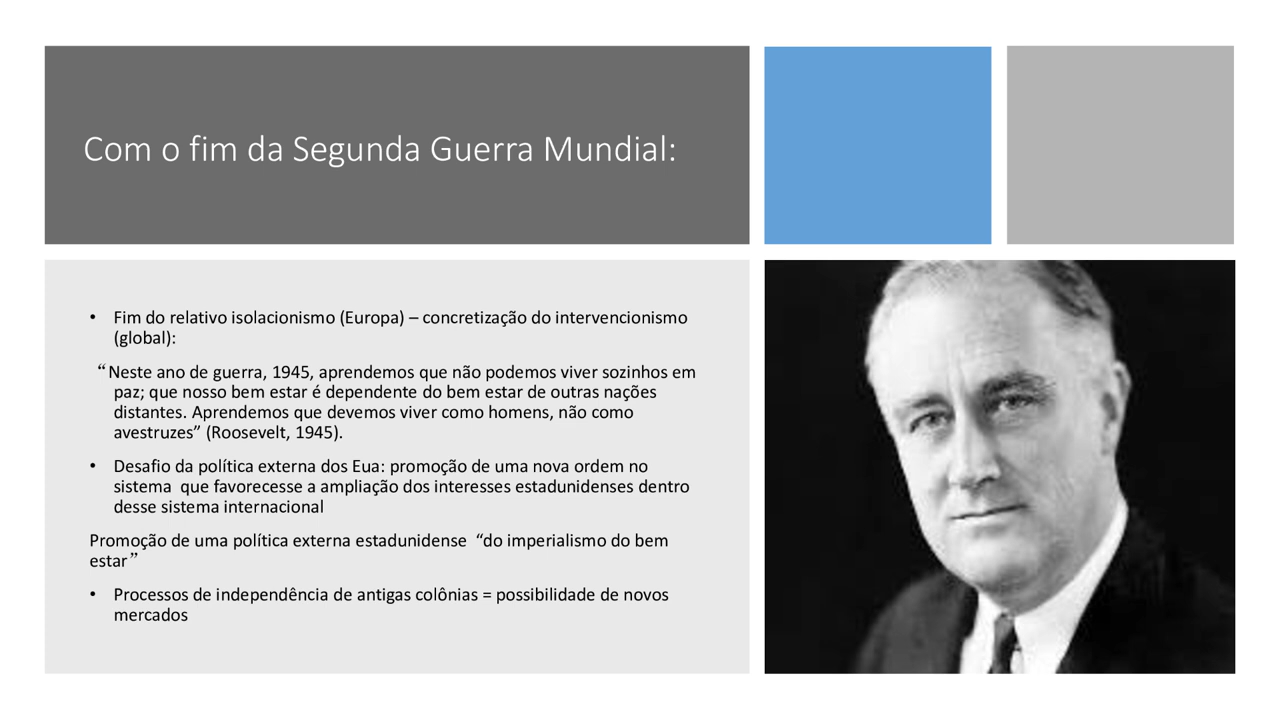 Com o fim da Segunda Guerra Mundial:
• Fim do relativo isolacionismo (Europa) – concretização do intervencionismo
(global):
“Neste ano de guerra, 1945, aprendemos que não podemos viver sozinhos em
paz; que nosso bem estar é dependente do bem estar de outras nações
distantes. Aprendemos que devemos viver como homens, não como
avestruzes” (Roosevelt, 1945).
• Desafio da política externa dos Eua: promoção de uma nova ordem no
sistema que favorecesse a ampliação dos interesses estadunidenses dentro
desse sistema internacional
Promoção de uma política externa estadunidense “do imperialismo do bem
estar”
• Processos de independência de antigas colônias = possibilidade de novos
mercados